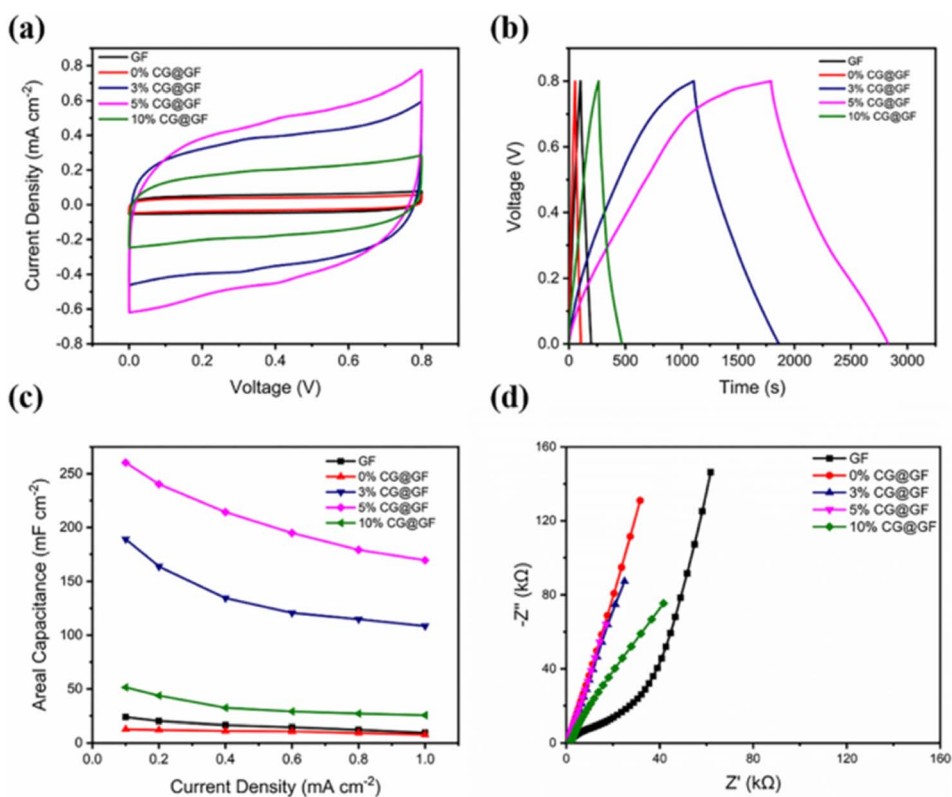 (a)
GF
0% CG@GF
3% CG@GF
5% CG@GF
10% CG@GF
0.8
0.6
0.4
0.2
0.0
-0.2
-0.4
-0.6
-0.8
Current Density (mA cm⁻²)
0.0 0.2 0.4 0.6 0.8
Voltage (V)
(b)
GF
0% CG@GF
3% CG@GF
5% CG@GF
10% CG@GF
1.0
0.8
0.6
0.4
0.2
0.0
Voltage (V)
0 500 1000 1500 2000 2500 3000
Time (s)
(c)
GF
0% CG@GF
3% CG@GF
5% CG@GF
10% CG@GF
250
200
150
100
50
0
Areal Capacitance (mF cm⁻²)
0.0 0.2 0.4 0.6 0.8 1.0
Current Density (mA cm⁻²)
(d)
GF
0% CG@GF
3% CG@GF
5% CG@GF
10% CG@GF
160
120
80
40
0
-Z" (kΩ)
0 40 80 120 160
Z' (kΩ)